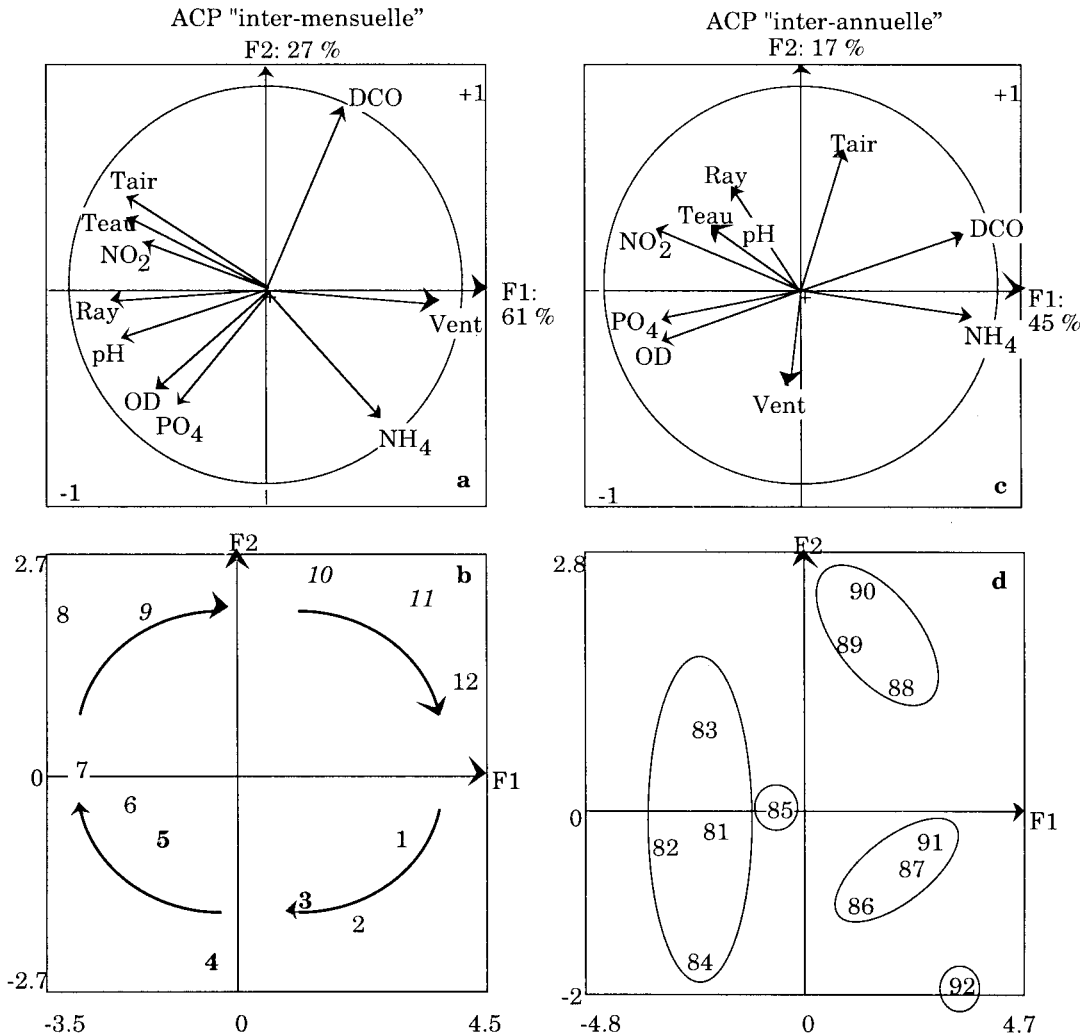 ACP "inter-mensuelle"
F2: 27 %
+1
DCO
Tair
Teau
NO2
Ray
pH
OD
PO4
NH4
Vent
F1:
61 %
-1
a
ACP "inter-annuelle"
F2: 17 %
+1
Tair
Ray
Teau
pH
NO2
DCO
PO4
OD
NH4
Vent
F1:
45 %
-1
c
2.7
F2
b
8
9
10
11
12
0
7
F1
6
5
1
3
2
4
-2.7
-3.5
0
4.5
2.8
F2
d
90
89
88
83
0
85
F1
82
81
91
87
86
84
-2
92
-4.8
0
4.7